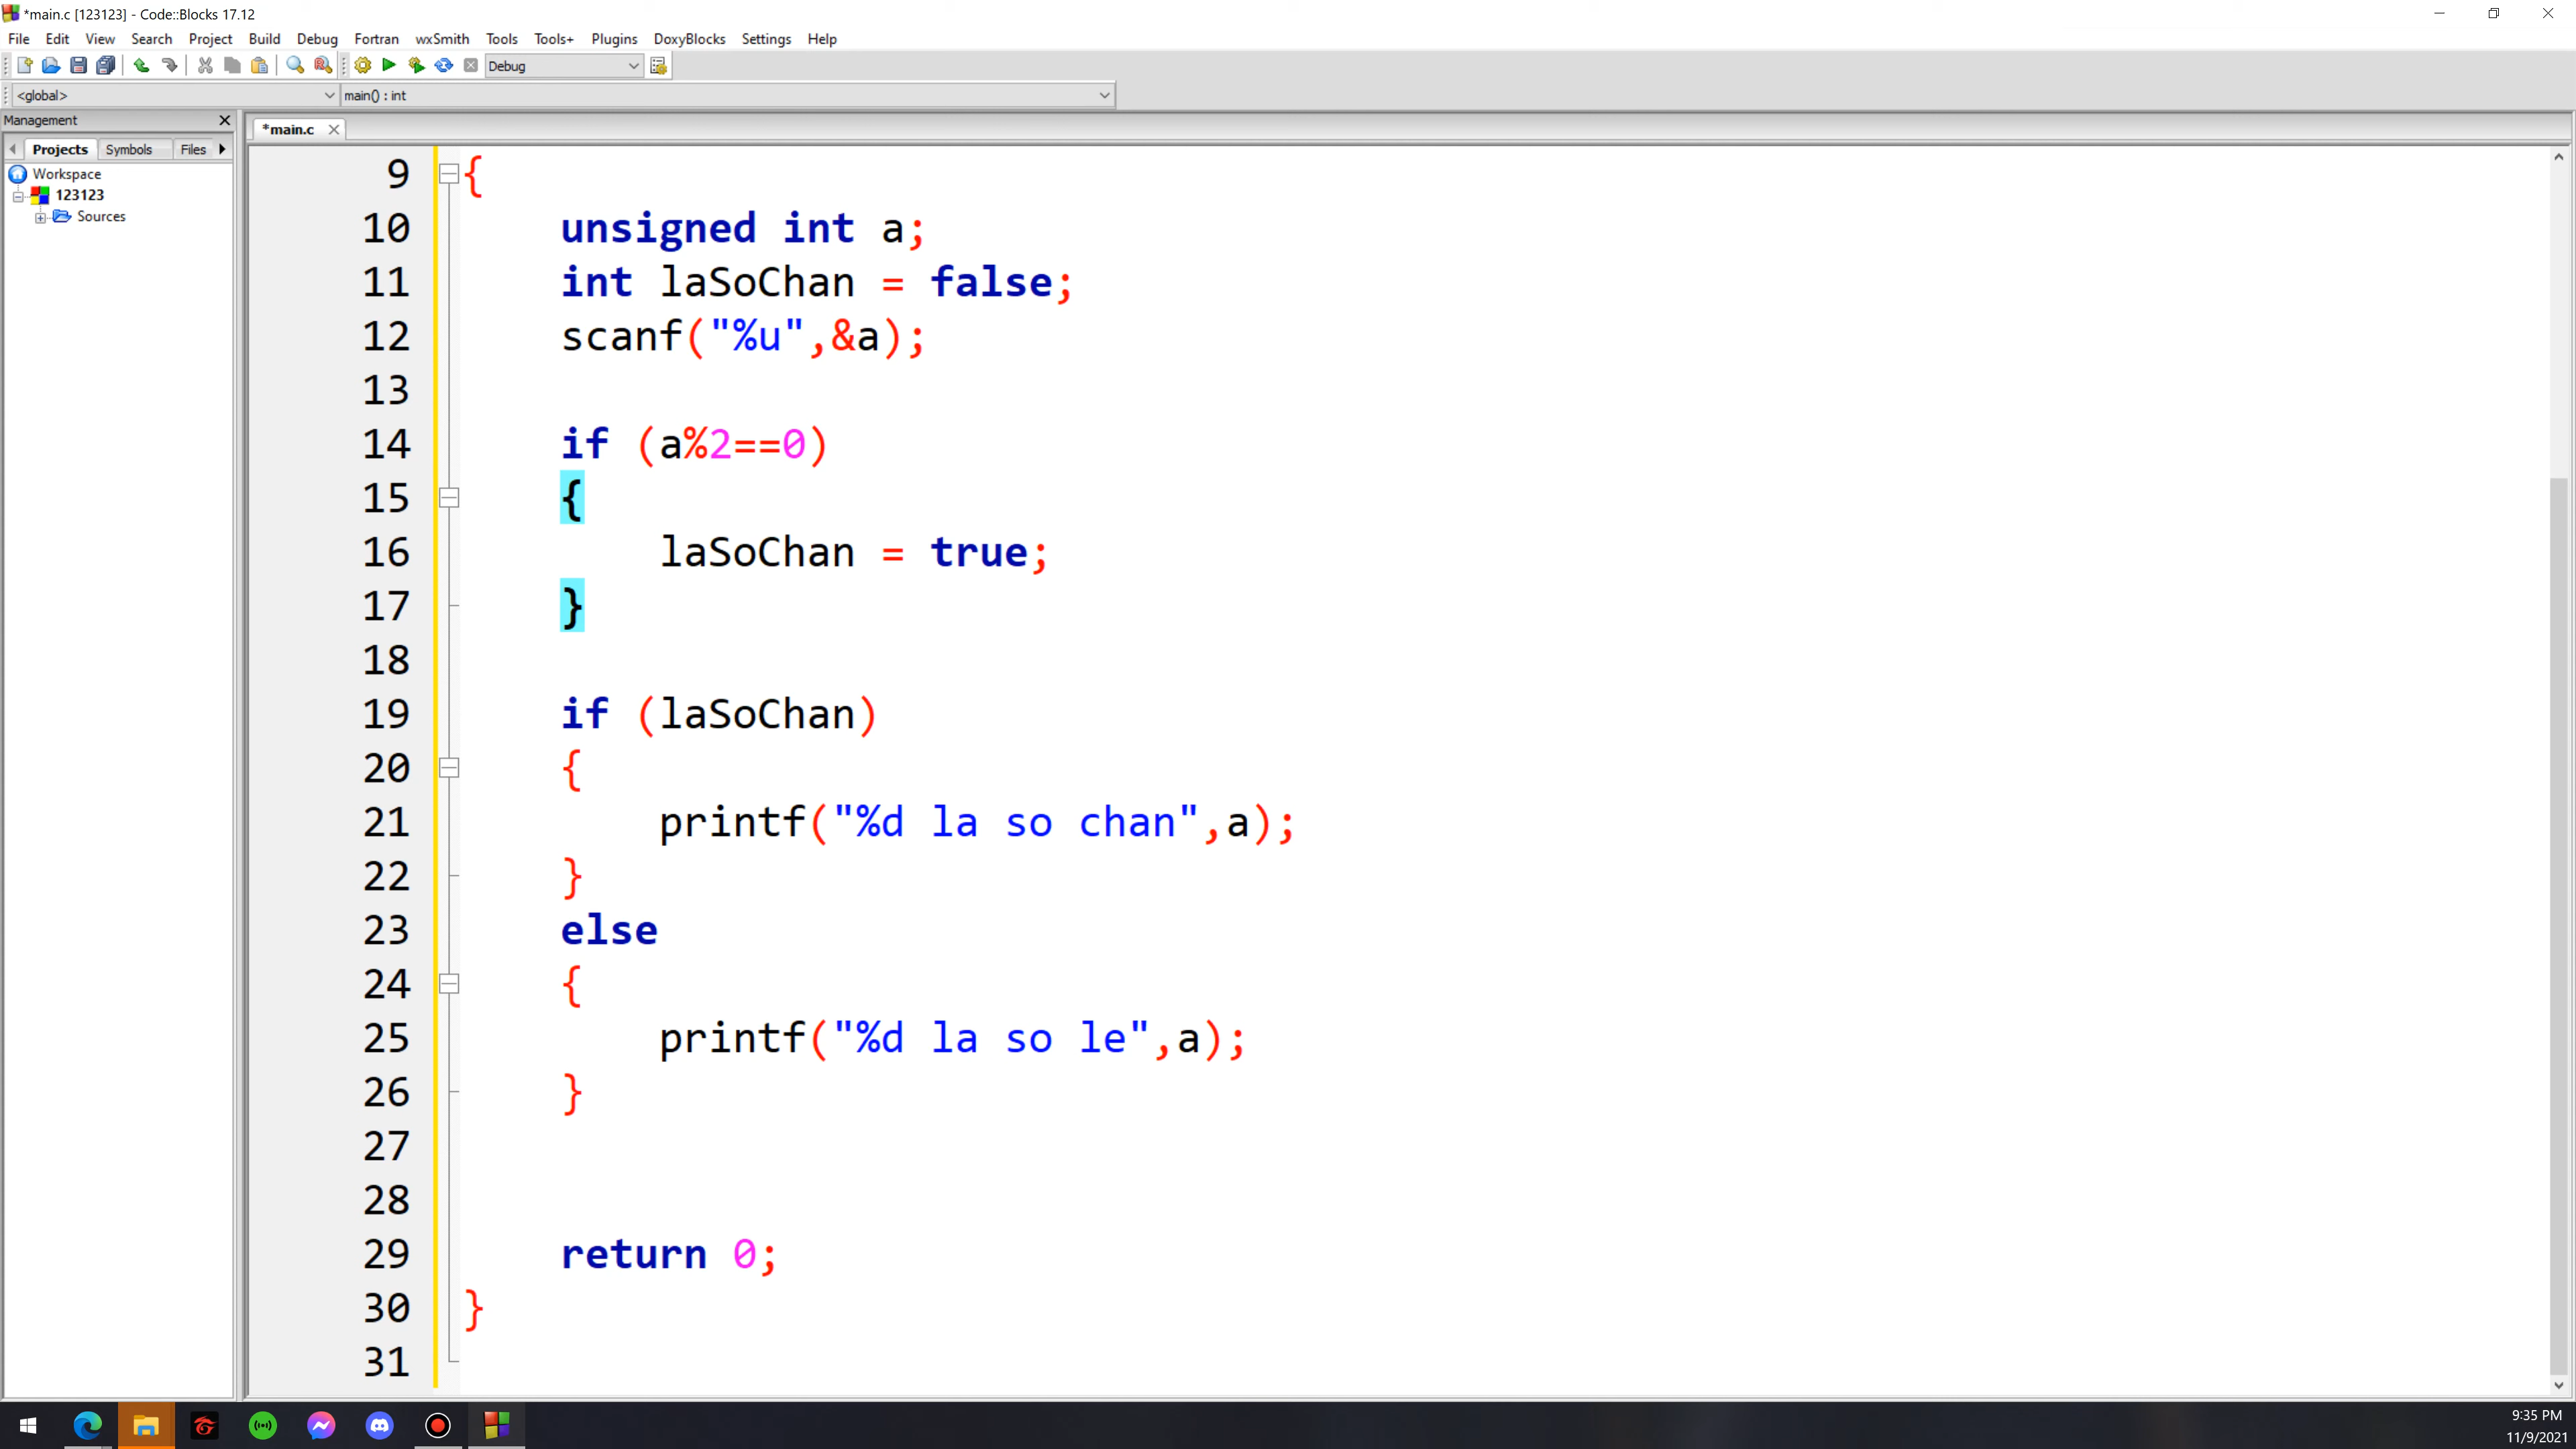 *main.c [123123] - Code::Blocks 17.12
File Edit View Search Project Build Debug Fortran wxSmith Tools Tools+ Plugins DoxyBlocks Settings Help
Debug
<global> main() : int
Management
*main.c
Projects Symbols Files
Workspace
123123
Sources
9 {
10 unsigned int a;
11 int laSoChan = false;
12 scanf("%u",&a);
13
14 if (a%2==0)
15 {
16 laSoChan = true;
17 }
18
19 if (laSoChan)
20 {
21 printf("%d la so chan",a);
22 }
23 else
24 {
25 printf("%d la so le",a);
26 }
27
28
29 return 0;
30 }
31
9:35 PM
11/9/2021